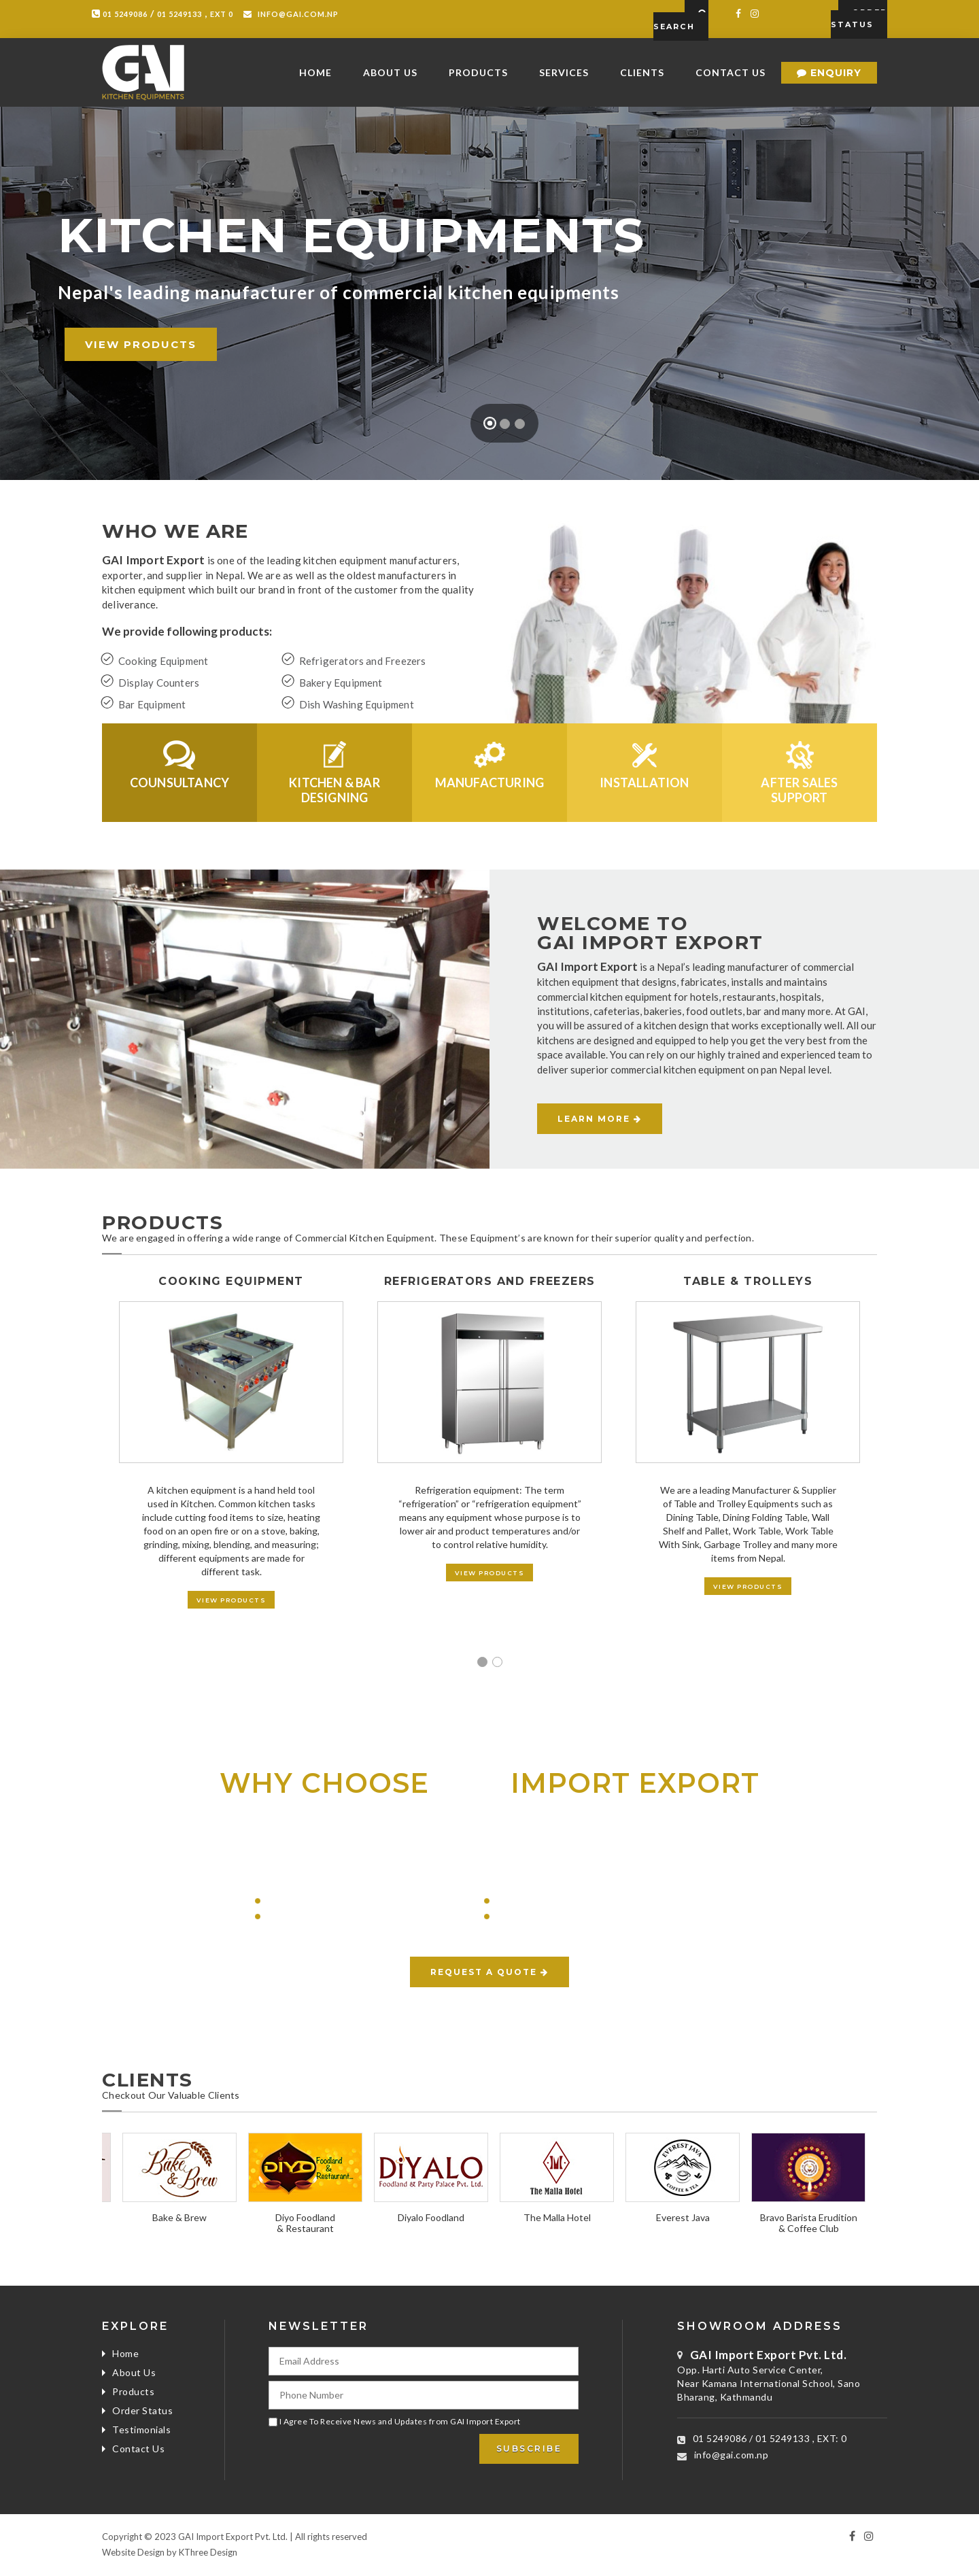 01 5249086 / 01 5249133 , EXT 0 INFO@GAI.COM.NP
SEARCH
STATUS
GAI
KITCHEN EQUIPMENTS
HOME ABOUT US PRODUCTS SERVICES CLIENTS CONTACT US ENQUIRY
KITCHEN EQUIPMENTS
Nepal's leading manufacturer of commercial kitchen equipments
VIEW PRODUCTS
WHO WE ARE
GAI Import Export is one of the leading kitchen equipment manufacturers,
exporter, and supplier in Nepal. We are as well as the oldest manufacturers in
kitchen equipment which built our brand in front of the customer from the quality
deliverance.
We provide following products:
Cooking Equipment
Display Counters
Bar Equipment
Refrigerators and Freezers
Bakery Equipment
Dish Washing Equipment
COUNSULTANCY
KITCHEN & BAR
DESIGNING
MANUFACTURING
INSTALLATION
AFTER SALES
SUPPORT
WELCOME TO
GAI IMPORT EXPORT
GAI Import Export is a Nepal's leading manufacturer of commercial
kitchen equipment that designs, fabricates, installs and maintains
commercial kitchen equipment for hotels, restaurants, hospitals,
institutions, cafeterias, bakeries, food outlets, bar and many more. At GAI,
you will be assured of a kitchen design that works exceptionally well. All our
kitchens are designed and equipped to help you get the very best from the
space available. You can rely on our highly trained and experienced team to
deliver superior commercial kitchen equipment on pan Nepal level.
LEARN MORE
PRODUCTS
We are engaged in offering a wide range of Commercial Kitchen Equipment. These Equipment's are known for their superior quality and perfection.
COOKING EQUIPMENT
A kitchen equipment is a hand held tool
used in Kitchen. Common kitchen tasks
include cutting food items to size, heating
food on an open fire or on a stove, baking,
grinding, mixing, blending, and measuring;
different equipments are made for
different task.
VIEW PRODUCTS
REFRIGERATORS AND FREEZERS
Refrigeration equipment: The term
"refrigeration" or "refrigeration equipment"
means any equipment whose purpose is to
lower air and product temperatures and/or
to control relative humidity.
VIEW PRODUCTS
TABLE & TROLLEYS
We are a leading Manufacturer & Supplier
of Table and Trolley Equipments such as
Dining Table, Dining Folding Table, Wall
Shelf and Pallet, Work Table, Work Table
With Sink, Garbage Trolley and many more
items from Nepal.
VIEW PRODUCTS
WHY CHOOSE IMPORT EXPORT
REQUEST A QUOTE
CLIENTS
Checkout Our Valuable Clients
Bake & Brew
DIYO Foodland & Restaurant
DiYALO
Foodland & Party Palace Pvt. Ltd.
The Malla Hotel
EVEREST JAVA
COFFEE & TEA
Bake & Brew
Diyo Foodland
& Restaurant
Diyalo Foodland
The Malla Hotel
Everest Java
Bravo Barista Erudition
& Coffee Club
EXPLORE
Home
About Us
Products
Order Status
Testimonials
Contact Us
NEWSLETTER
Email Address
Phone Number
I Agree To Receive News and Updates from GAI Import Export
SUBSCRIBE
SHOWROOM ADDRESS
GAI Import Export Pvt. Ltd.
Opp. Harti Auto Service Center,
Near Kamana International School, Sano
Bharang, Kathmandu
01 5249086 / 01 5249133 , EXT: 0
info@gai.com.np
Copyright © 2023 GAI Import Export Pvt. Ltd. | All rights reserved
Website Design by KThree Design